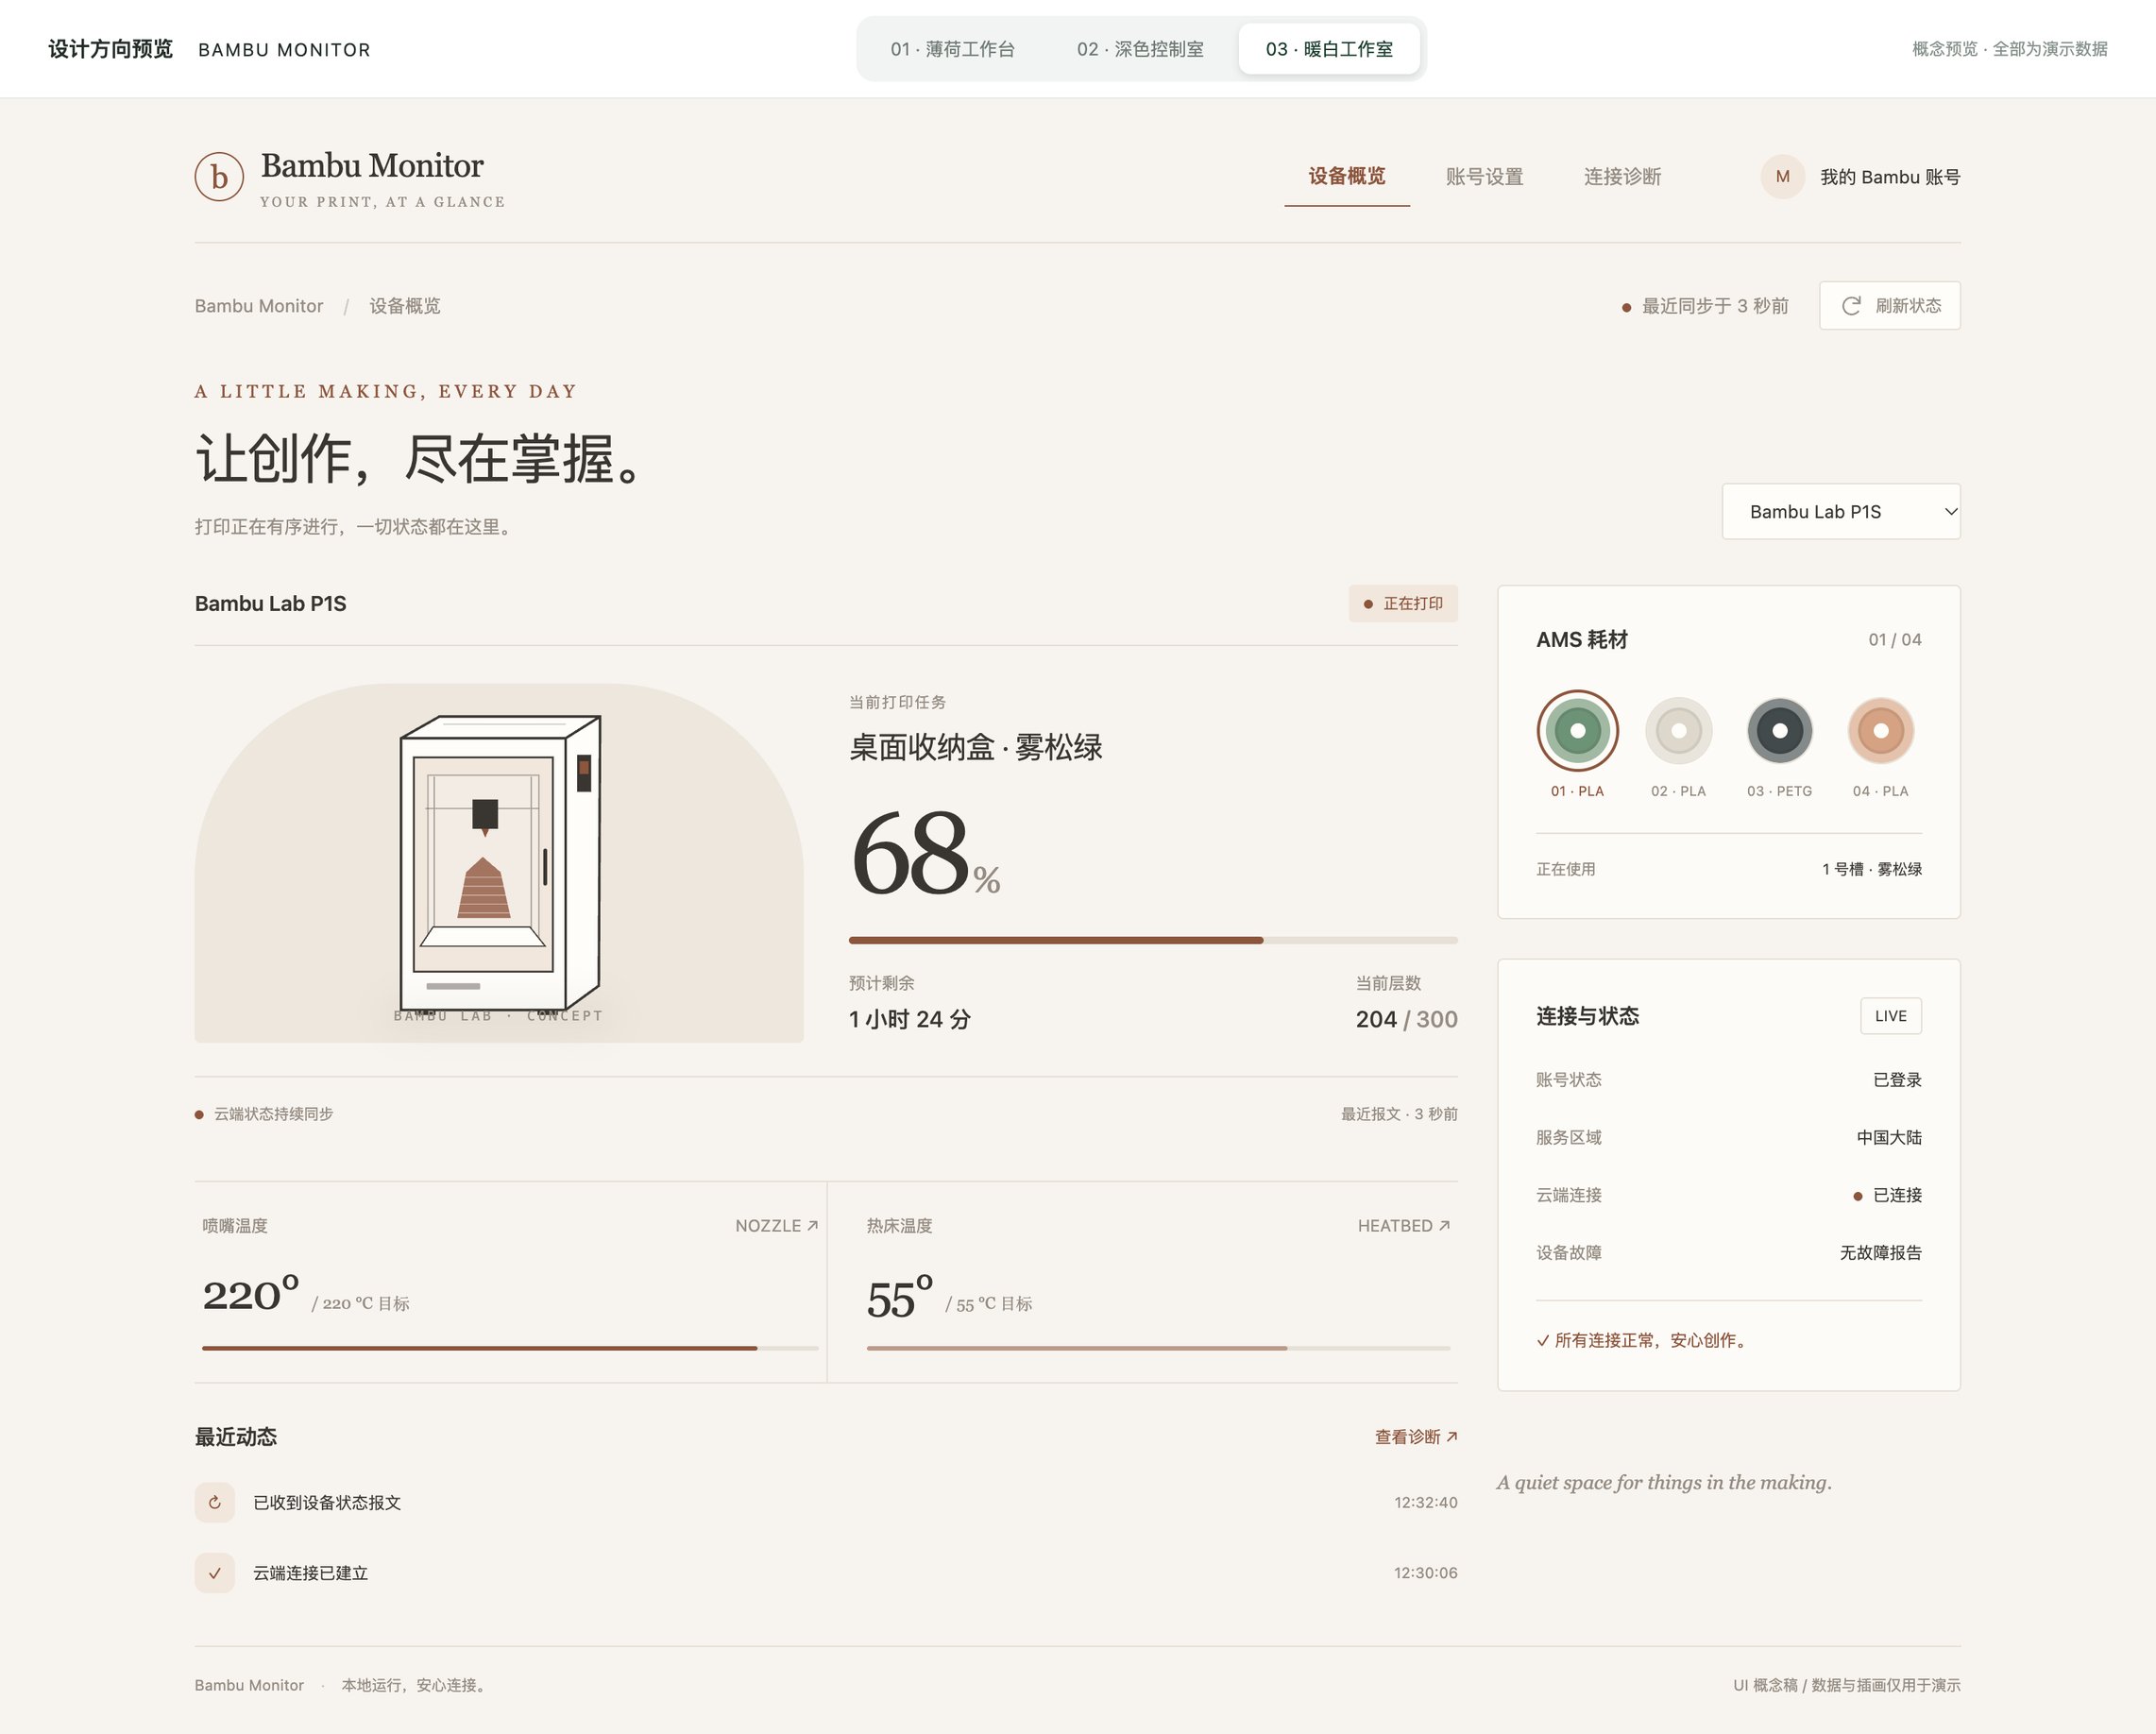 设计方向预览 BAMBU MONITOR
01 · 薄荷工作台
02 · 深色控制室
03 · 暖白工作室
概念预览 · 全部为演示数据
b
Bambu Monitor
YOUR PRINT, AT A GLANCE
设备概览
账号设置
连接诊断
M
我的 Bambu 账号
Bambu Monitor / 设备概览
最近同步于 3 秒前
刷新状态
A LITTLE MAKING, EVERY DAY
让创作，尽在掌握。
打印正在有序进行，一切状态都在这里。
Bambu Lab P1S
Bambu Lab P1S
正在打印
BAMBU LAB · CONCEPT
当前打印任务
桌面收纳盒 · 雾松绿
68%
预计剩余
1 小时 24 分
当前层数
204 / 300
云端状态持续同步
最近报文 · 3 秒前
喷嘴温度
NOZZLE ↗
220° / 220 °C 目标
热床温度
HEATBED ↗
55° / 55 °C 目标
最近动态
查看诊断 ↗
已收到设备状态报文
12:32:40
云端连接已建立
12:30:06
AMS 耗材
01 / 04
01 · PLA
02 · PLA
03 · PETG
04 · PLA
正在使用
1 号槽 · 雾松绿
连接与状态
LIVE
账号状态
已登录
服务区域
中国大陆
云端连接
已连接
设备故障
无故障报告
✓ 所有连接正常，安心创作。
A quiet space for things in the making.
Bambu Monitor · 本地运行，安心连接。
UI 概念稿 / 数据与插画仅用于演示